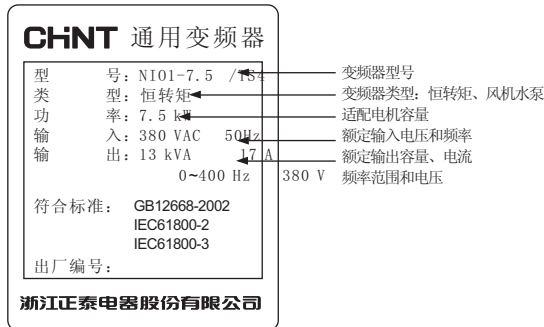 CHNT 通用变频器
型 号: NIO1-7.5 /TS4
类 型: 恒转矩
功 率: 7.5 kW
输 入: 380 VAC 50Hz
输 出: 13 kVA 17 A
0~400 Hz 380 V
符合标准: GB12668-2002
IEC61800-2
IEC61800-3
出厂编号:
浙江正泰电器股份有限公司
变频器型号
变频器类型: 恒转矩、风机水泵
适配电机容量
额定输入电压和频率
额定输出容量、电流
频率范围和电压